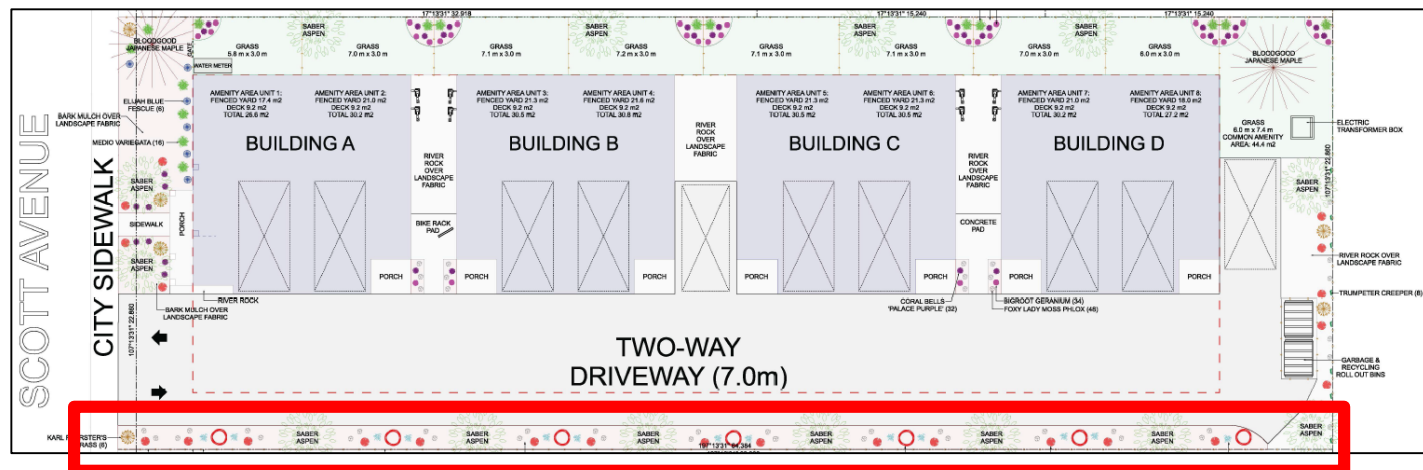 17°13'31" 32.918
17°13'31" 15.240
17°13'31" 15.240
BLOODGOOD
JAPANESE MAPLE
GATE
WATER METER
GRASS
5.8 m x 3.0 m
SABER
ASPEN
GRASS
7.0 m x 3.0 m
GRASS
7.1 m x 3.0 m
SABER
ASPEN
GRASS
7.2 m x 3.0 m
GRASS
7.1 m x 3.0 m
SABER
ASPEN
GRASS
7.1 m x 3.0 m
GRASS
7.0 m x 3.0 m
SABER
ASPEN
GRASS
6.0 m x 3.0 m
BLOODGOOD
JAPANESE MAPLE
ELIJAH BLUE
FESCUE (6)
BARK MULCH OVER
LANDSCAPE FABRIC
MEDIO VARIEGATA (16)
AMENITY AREA UNIT 1:
FENCED YARD 17.4 m2
DECK 9.2 m2
TOTAL 26.6 m2
AMENITY AREA UNIT 2:
FENCED YARD 21.0 m2
DECK 9.2 m2
TOTAL 30.2 m2
BUILDING A
AMENITY AREA UNIT 3:
FENCED YARD 21.3 m2
DECK 9.2 m2
TOTAL 30.5 m2
AMENITY AREA UNIT 4:
FENCED YARD 21.6 m2
DECK 9.2 m2
TOTAL 30.8 m2
BUILDING B
AMENITY AREA UNIT 5:
FENCED YARD 21.3 m2
DECK 9.2 m2
TOTAL 30.5 m2
AMENITY AREA UNIT 6:
FENCED YARD 21.3 m2
DECK 9.2 m2
TOTAL 30.5 m2
BUILDING C
AMENITY AREA UNIT 7:
FENCED YARD 21.0 m2
DECK 9.2 m2
TOTAL 30.2 m2
AMENITY AREA UNIT 8:
FENCED YARD 18.0 m2
DECK 9.2 m2
TOTAL 27.2 m2
BUILDING D
RIVER
ROCK
OVER
LANDSCAPE
FABRIC
RIVER
ROCK
OVER
LANDSCAPE
FABRIC
RIVER
ROCK
OVER
LANDSCAPE
FABRIC
GRASS
6.0 m x 7.4 m
COMMON AMENITY
AREA: 44.4 m2
ELECTRIC
TRANSFORMER BOX
107°13'31" 22.860
SCOTT AVENUE
CITY SIDEWALK
SABER
ASPEN
SIDEWALK
SABER
ASPEN
PORCH
BIKE RACK
PAD
CONCRETE
PAD
SABER
ASPEN
PORCH
PORCH
PORCH
PORCH
PORCH
PORCH
PORCH
RIVER ROCK
BARK MULCH OVER
LANDSCAPE FABRIC
107°13'31" 22.860
CORAL BELLS
'PALACE PURPLE' (32)
BIGROOT GERANIUM (34)
FOXY LADY MOSS PHLOX (48)
RIVER ROCK OVER
LANDSCAPE FABRIC
TRUMPETER CREEPER (8)
GARBAGE &
RECYCLING
ROLL OUT BINS
TWO-WAY
DRIVEWAY (7.0m)
SABER
ASPEN
SABER
ASPEN
SABER
ASPEN
SABER
ASPEN
SABER
ASPEN
SABER
ASPEN
SABER
ASPEN